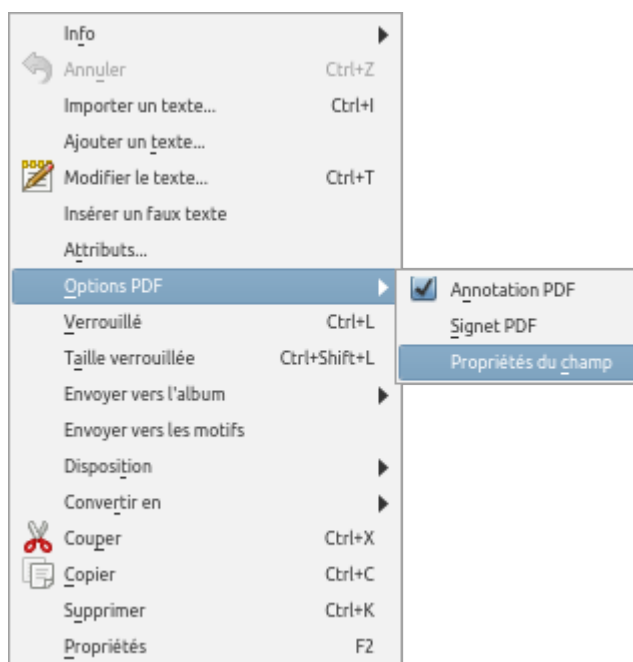 Info
Annuler Ctrl+Z
Importer un texte... Ctrl+I
Ajouter un texte...
Modifier le texte... Ctrl+T
Insérer un faux texte
Attributs...
Options PDF
Annotation PDF
Signet PDF
Propriétés du champ
Verrouillé Ctrl+L
Taille verrouillée Ctrl+Shift+L
Envoyer vers l'album
Envoyer vers les motifs
Disposition
Convertir en
Couper Ctrl+X
Copier Ctrl+C
Supprimer Ctrl+K
Propriétés F2